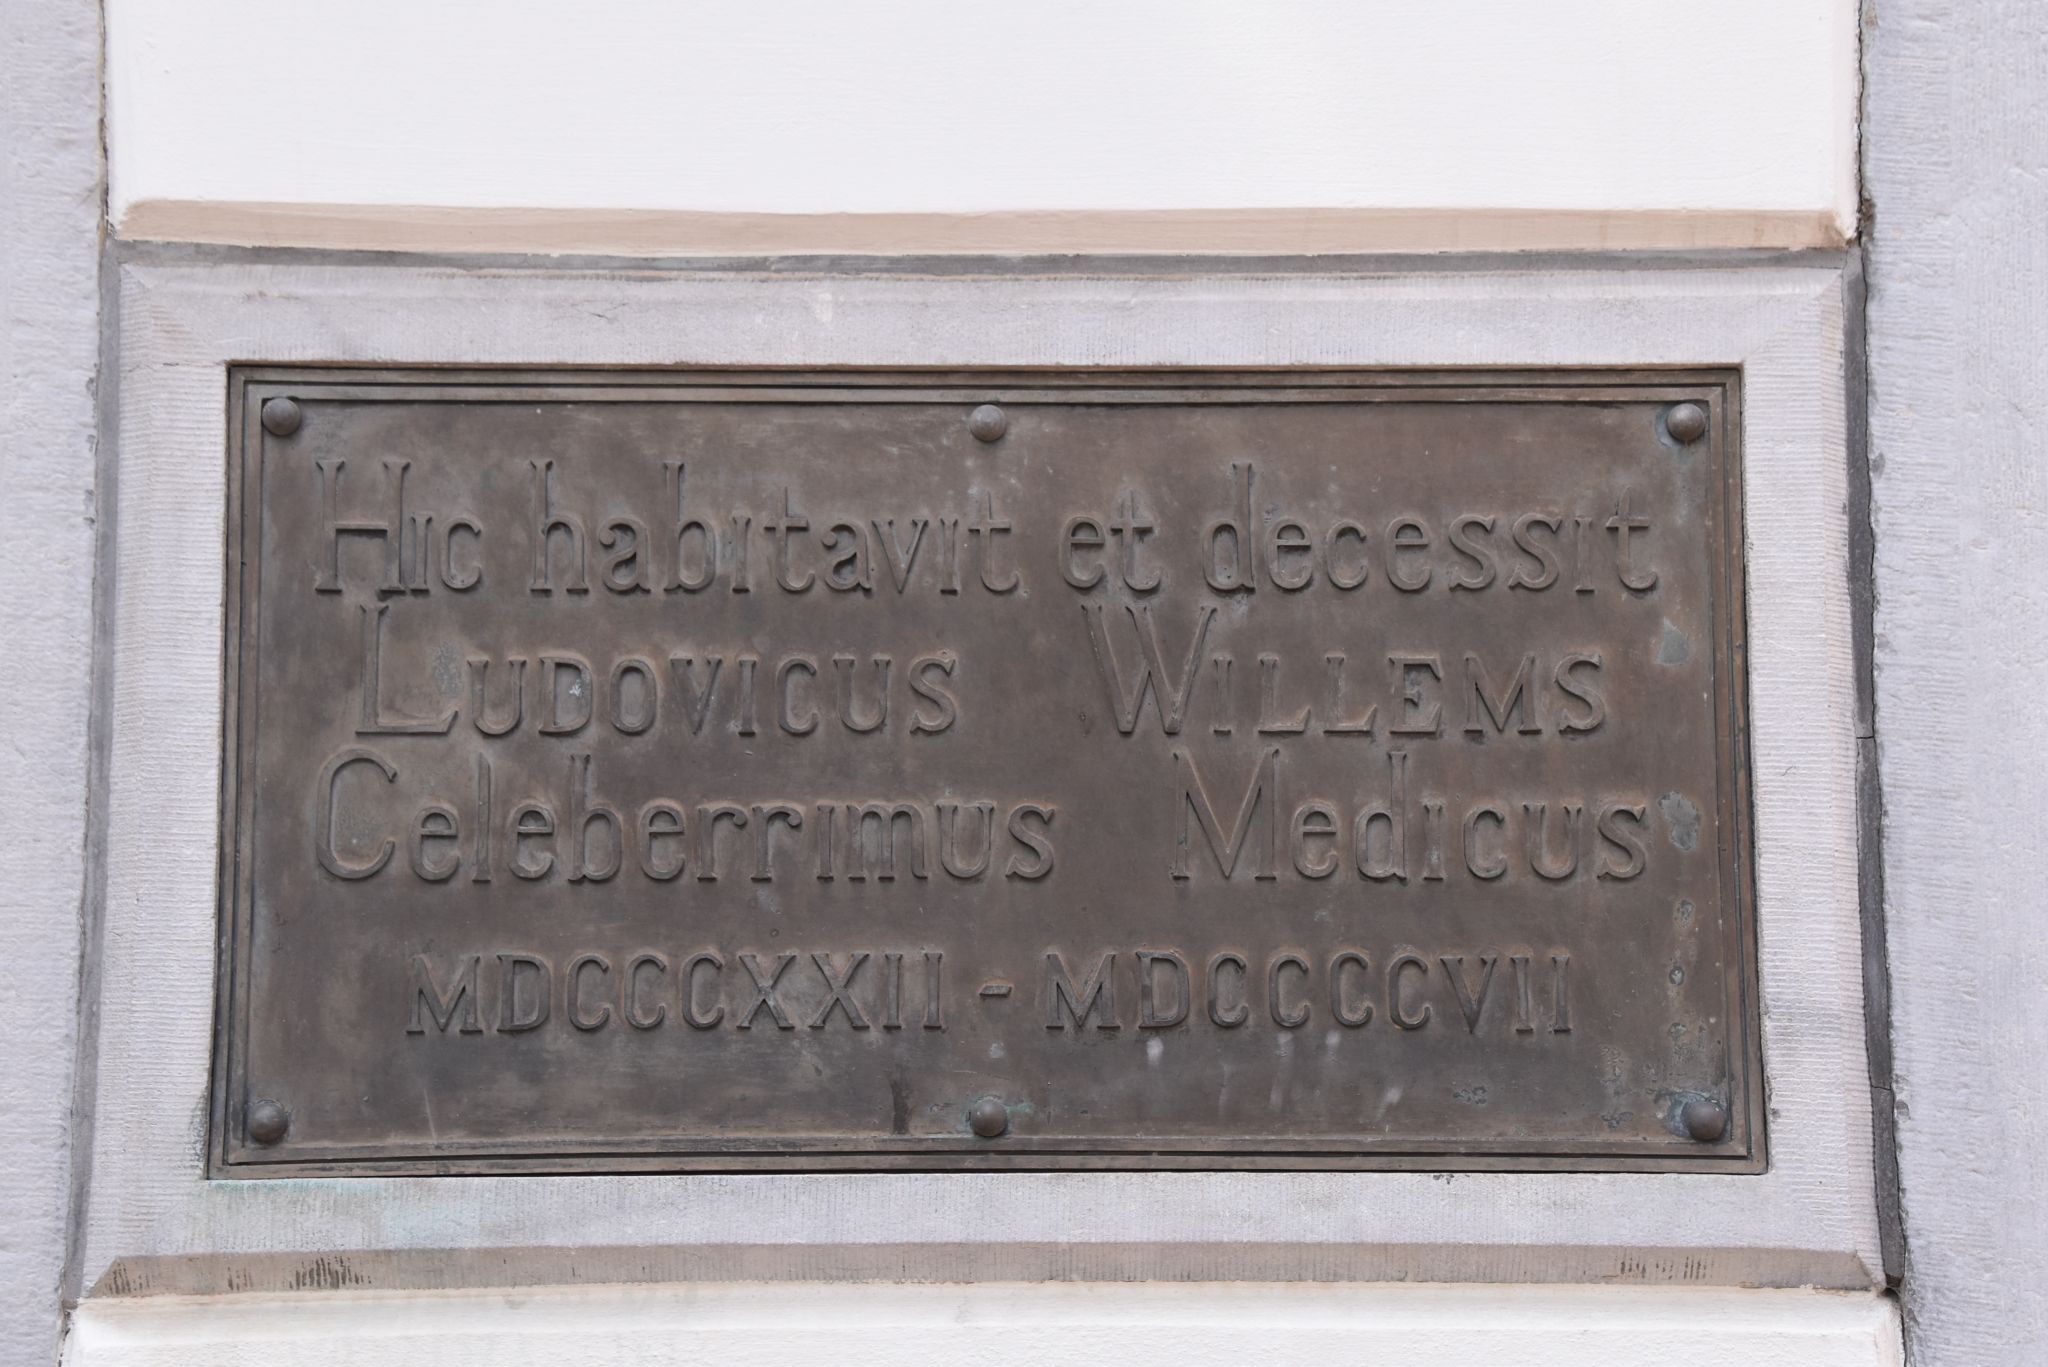 Hic habitavit et decessit
Ludovicus Willems
Celeberrimus Medicus
MDCCCXXII - MDCCCCVII